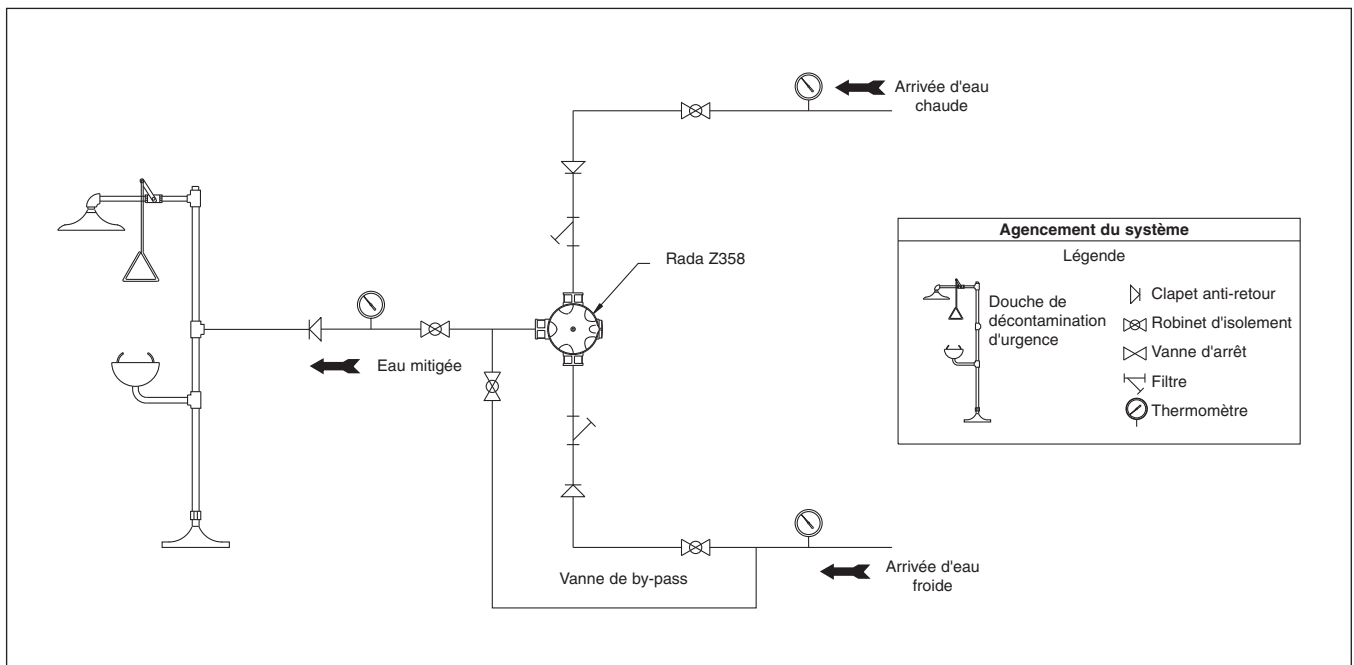 Arrivée d'eau
chaude
Rada Z358
Eau mitigée
Vanne de by-pass
Arrivée d'eau
froide
Agencement du système
Légende
Douche de
décontamination
d'urgence
Clapet anti-retour
Robinet d'isolement
Vanne d'arrêt
Filtre
Thermomètre